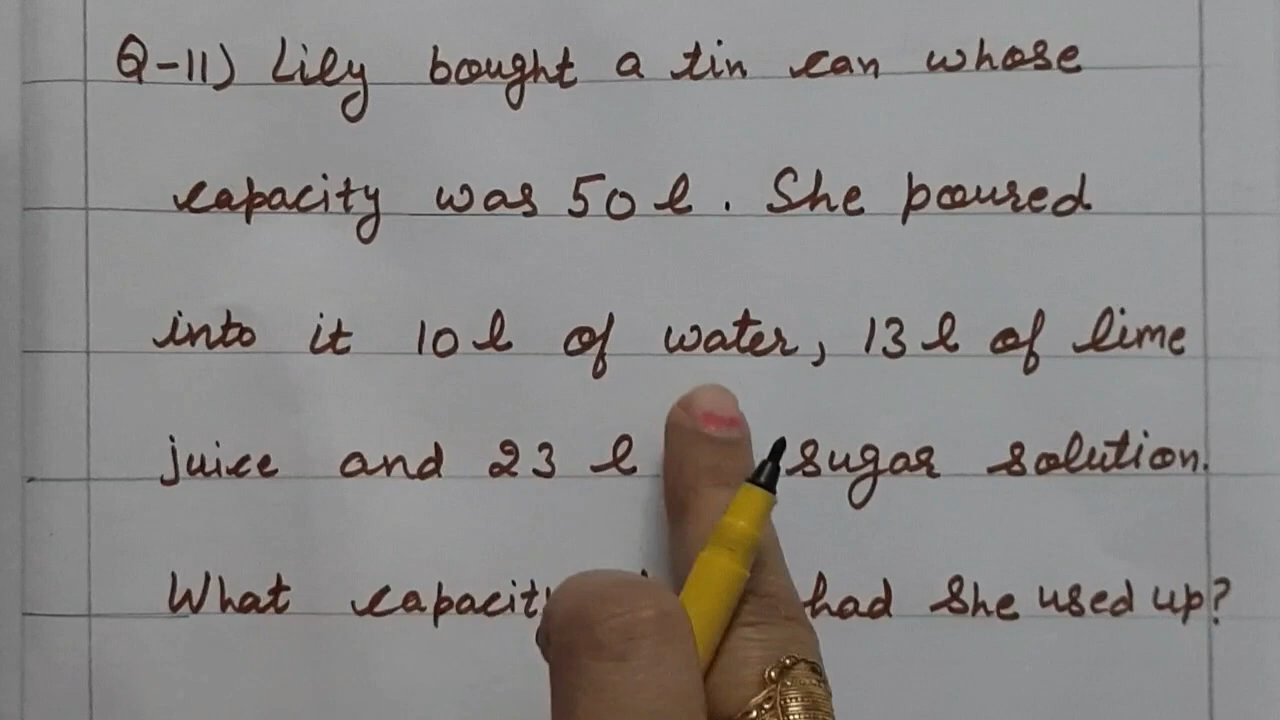 Q-11) Lily bought a tin can whose
capacity was 50 l. She poured
into it 10 l of water, 13 l of lime
juice and 23 l sugar solution.
What had she used up?